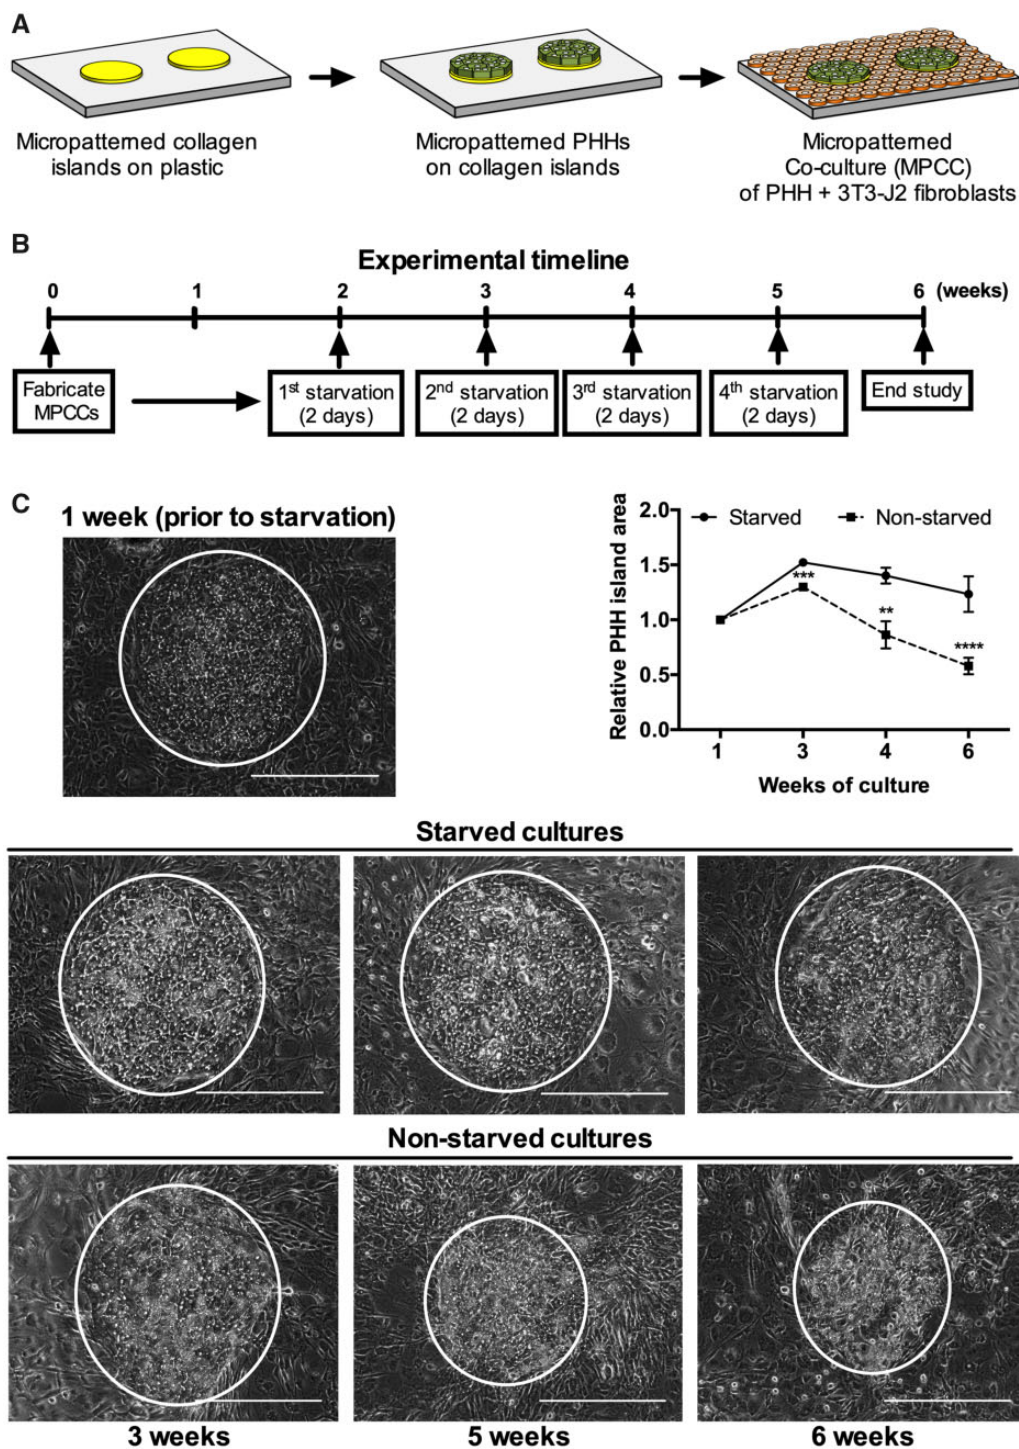 A
Micropatterned collagen
islands on plastic
Micropatterned PHHs
on collagen islands
Micropatterned
Co-culture (MPCC)
of PHH + 3T3-J2 fibroblasts
B
Experimental timeline
0 1 2 3 4 5 6 (weeks)
Fabricate
MPCCs
1st starvation
(2 days)
2nd starvation
(2 days)
3rd starvation
(2 days)
4th starvation
(2 days)
End study
C
1 week (prior to starvation)
Relative PHH island area
2.0
1.5
1.0
0.5
0.0
Starved Non-starved
***
**
****
1 3 4 6
Weeks of culture
Starved cultures
Non-starved cultures
3 weeks 5 weeks 6 weeks